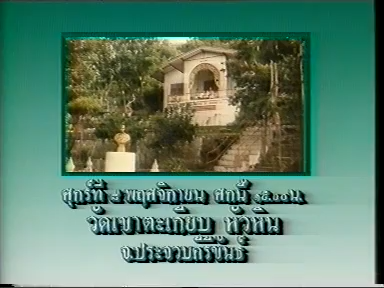 ศุกร์ที่ ๘ พฤศจิกายน สกนี้ ๑๕.๐๐น.
วัดเขาตะเกียบ หัวหิน
จ.ประจวบคีรีขันธ์